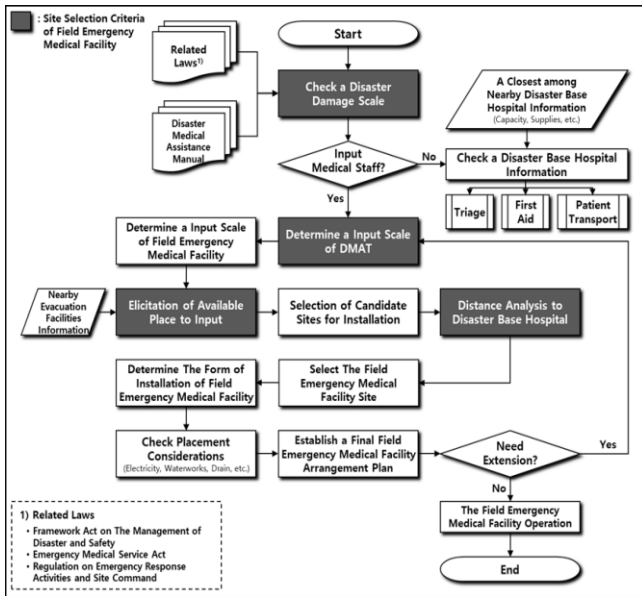 : Site Selection Criteria
of Field Emergency
Medical Facility
Start
Related
Laws1)
Disaster
Medical
Assistance
Manual
Check a Disaster
Damage Scale
A Closest among
Nearby Disaster Base
Hospital Information
(Capacity, Supplies, etc.)
Input
Medical Staff?
No
Check a Disaster Base Hospital
Information
Yes
Triage
First
Aid
Patient
Transport
Determine a Input Scale
of Field Emergency
Medical Facility
Determine a Input Scale
of DMAT
Nearby
Evacuation
Facilities
Information
Elicitation of Available
Place to Input
Selection of Candidate
Sites for Installation
Distance Analysis to
Disaster Base Hospital
Determine The Form of
Installation of Field
Emergency Medical Facility
Select The Field
Emergency Medical
Facility Site
Check Placement
Considerations
(Electricity, Waterworks, Drain, etc.)
Establish a Final Field
Emergency Medical Facility
Arrangement Plan
Need
Extension?
Yes
No
The Field Emergency
Medical Facility Operation
End
1) Related Laws
• Framework Act on The Management of
Disaster and Safety
• Emergency Medical Service Act
• Regulation on Emergency Response
Activities and Site Command